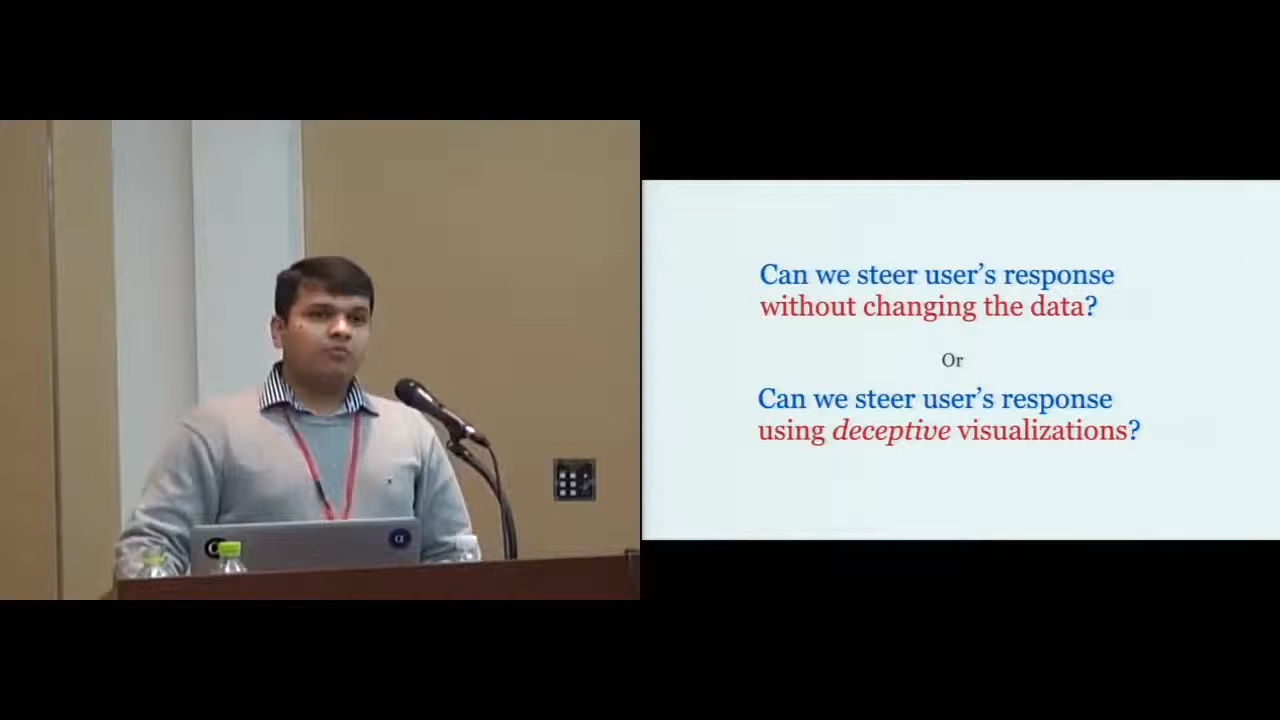 Can we steer user's response
without changing the data?
Or
Can we steer user's response
using deceptive visualizations?